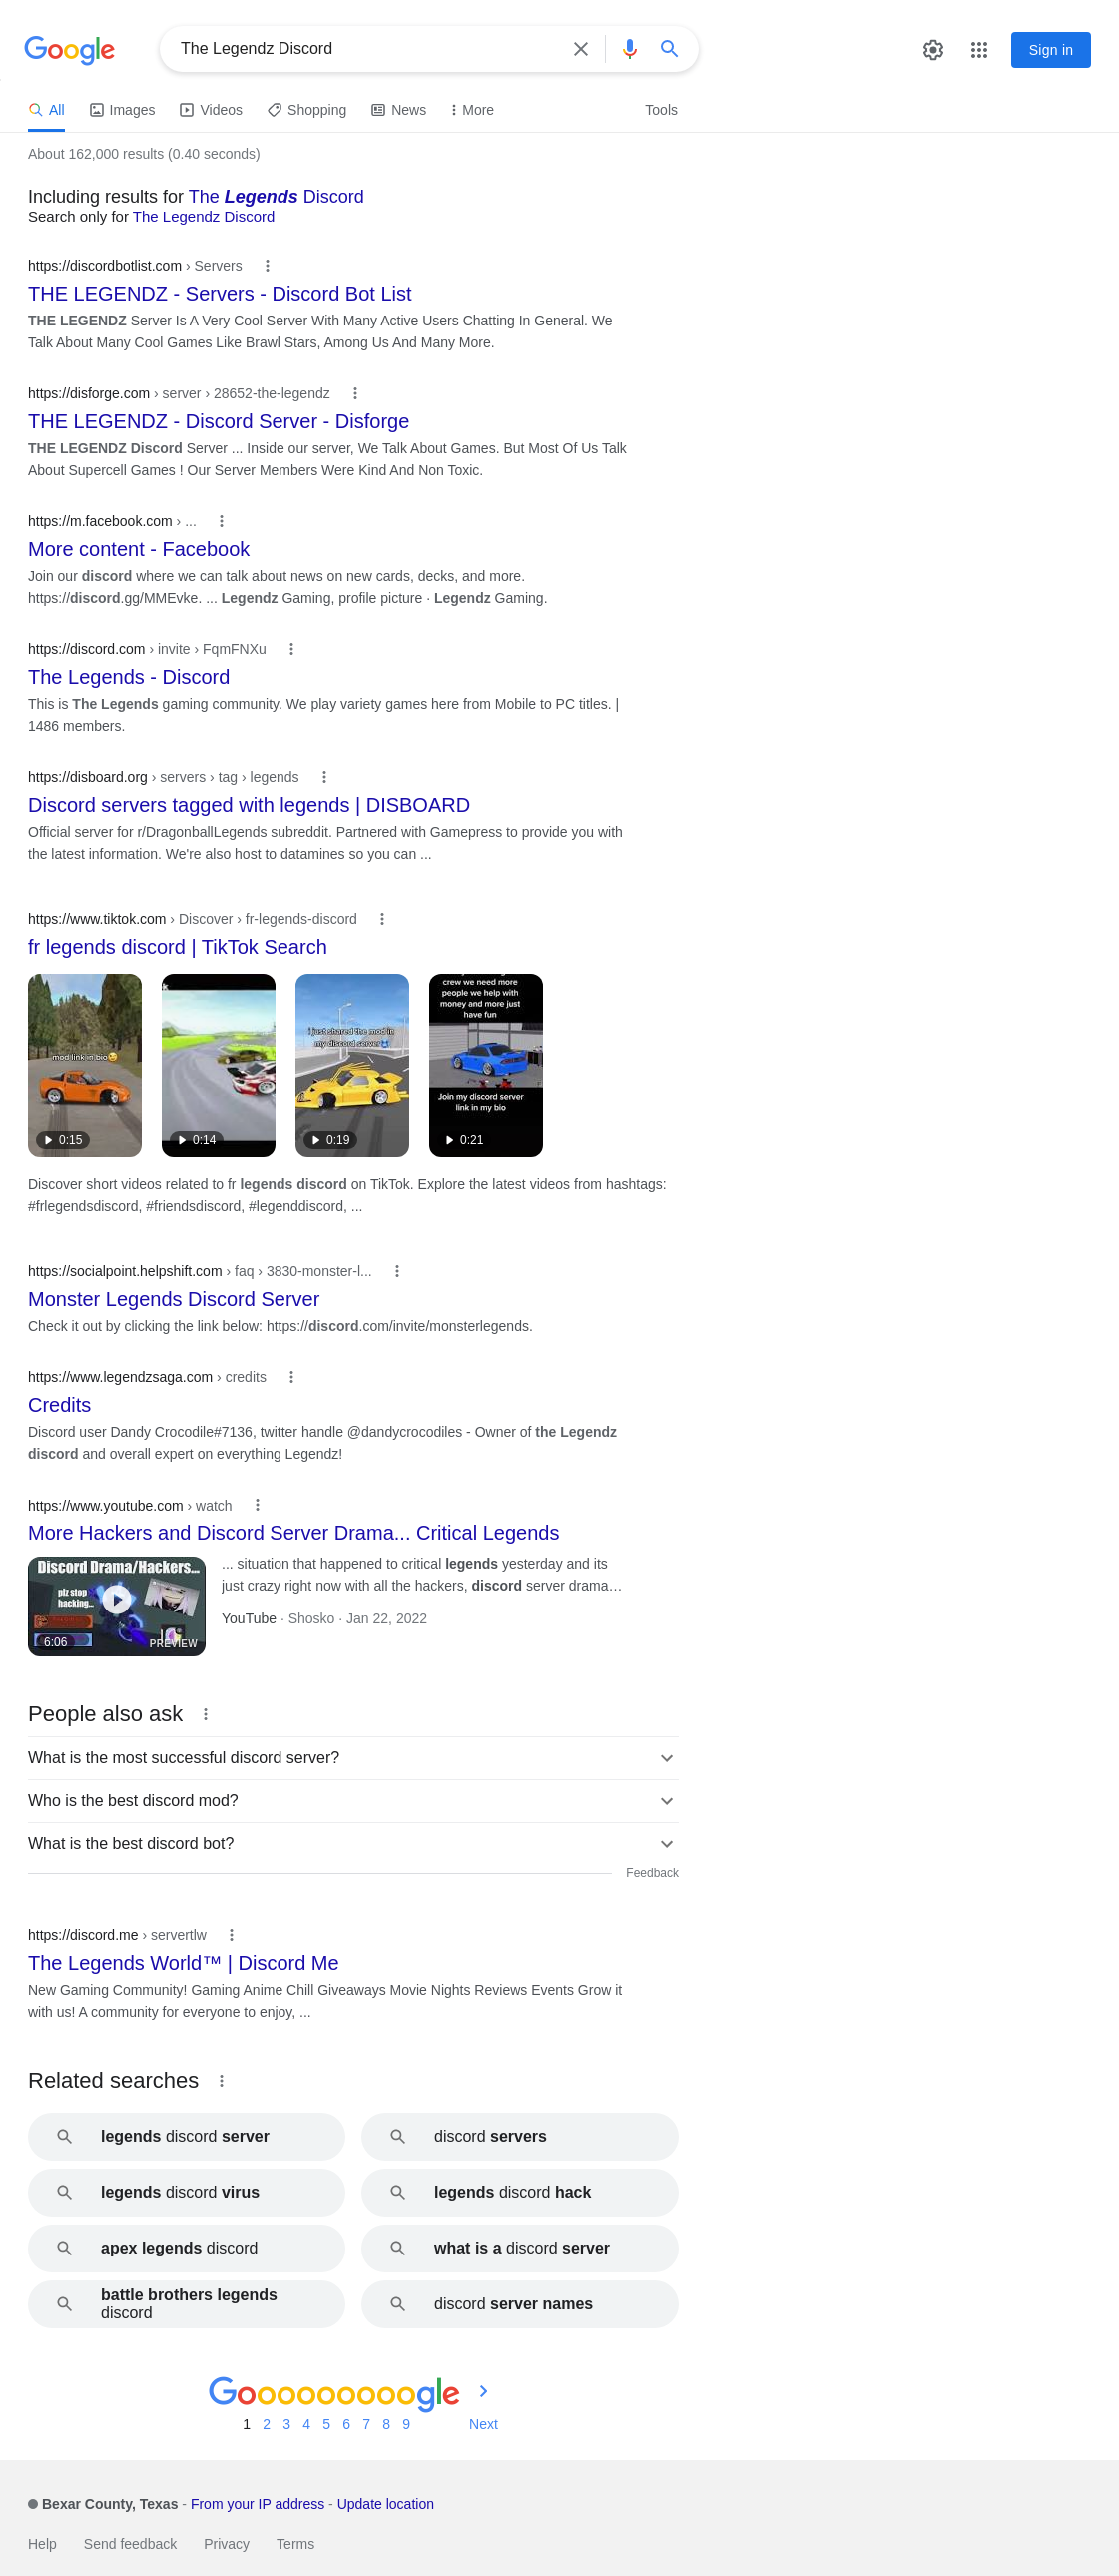 Google
The Legendz Discord
Sign in
All
Images
Videos
Shopping
News
More
Tools
About 162,000 results (0.40 seconds)
Including results for The Legends Discord
Search only for The Legendz Discord
https://discordbotlist.com › Servers
THE LEGENDZ - Servers - Discord Bot List
THE LEGENDZ Server Is A Very Cool Server With Many Active Users Chatting In General. We
Talk About Many Cool Games Like Brawl Stars, Among Us And Many More.
https://disforge.com › server › 28652-the-legendz
THE LEGENDZ - Discord Server - Disforge
THE LEGENDZ Discord Server ... Inside our server, We Talk About Games. But Most Of Us Talk
About Supercell Games ! Our Server Members Were Kind And Non Toxic.
https://m.facebook.com › ...
More content - Facebook
Join our discord where we can talk about news on new cards, decks, and more.
https://discord.gg/MMEvke. ... Legendz Gaming, profile picture · Legendz Gaming.
https://discord.com › invite › FqmFNXu
The Legends - Discord
This is The Legends gaming community. We play variety games here from Mobile to PC titles. |
1486 members.
https://disboard.org › servers › tag › legends
Discord servers tagged with legends | DISBOARD
Official server for r/DragonballLegends subreddit. Partnered with Gamepress to provide you with
the latest information. We're also host to datamines so you can ...
https://www.tiktok.com › Discover › fr-legends-discord
fr legends discord | TikTok Search
mod link in bio
0:15
0:14
i just shared the mod in
my discord server
0:19
crew we need more
people we help with
money and more just
have fun
Join my discord server
link in my bio
0:21
Discover short videos related to fr legends discord on TikTok. Explore the latest videos from hashtags:
#frlegendsdiscord, #friendsdiscord, #legenddiscord, ...
https://socialpoint.helpshift.com › faq › 3830-monster-l...
Monster Legends Discord Server
Check it out by clicking the link below: https://discord.com/invite/monsterlegends.
https://www.legendzsaga.com › credits
Credits
Discord user Dandy Crocodile#7136, twitter handle @dandycrocodiles - Owner of the Legendz
discord and overall expert on everything Legendz!
https://www.youtube.com › watch
More Hackers and Discord Server Drama... Critical Legends
Discord Drama/Hackers...
plz stop
hacking...
6:06
PREVIEW
... situation that happened to critical legends yesterday and its
just crazy right now with all the hackers, discord server drama…
YouTube · Shosko · Jan 22, 2022
People also ask
What is the most successful discord server?
Who is the best discord mod?
What is the best discord bot?
Feedback
https://discord.me › servertlw
The Legends World™ | Discord Me
New Gaming Community! Gaming Anime Chill Giveaways Movie Nights Reviews Events Grow it
with us! A community for everyone to enjoy, ...
Related searches
legends discord server
discord servers
legends discord virus
legends discord hack
apex legends discord
what is a discord server
battle brothers legends
discord
discord server names
Gooooooooogle
1 2 3 4 5 6 7 8 9 Next
Bexar County, Texas - From your IP address - Update location
Help
Send feedback
Privacy
Terms